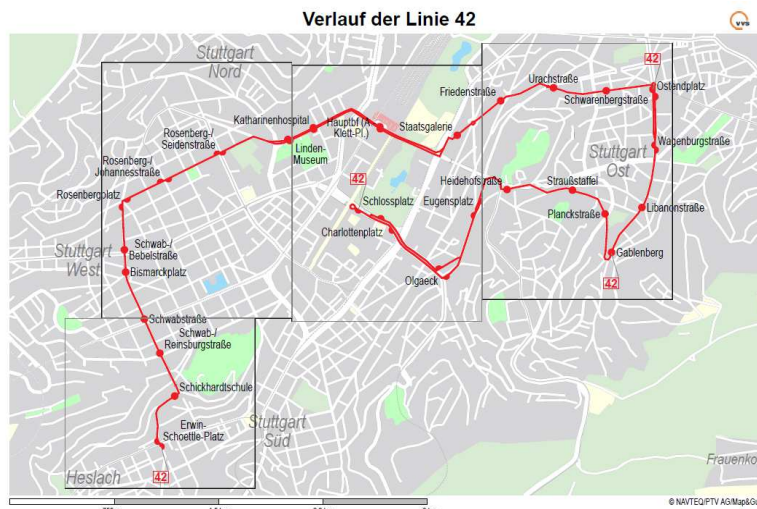 Verlauf der Linie 42
VVS
Stuttgart
Nord
42
Ostendplatz
Urachstraße
Friedenstraße
Schwarenbergstraße
Katharinenhospital
Hauptbf (A
Klett-Pl.)
Staatsgalerie
Rosenberg-/
Seidenstraße
Linden-
Museum
Wagenburgstraße
Stuttgart
Ost
Rosenberg-/
Johannesstraße
42
Heidehofstraße
Straußstaffel
Rosenbergplatz
Schlossplatz
Eugensplatz
Planckstraße
Libanonstraße
Charlottenplatz
Stuttgart
West
Schwab-/
Bebelstraße
Gablenberg
Bismarckplatz
Olgaeck
42
Schwabstraße
Schwab-/
Reinsburgstraße
Schickhardtschule
Erwin-
Schoettle-Platz
Stuttgart
Süd
Heslach
42
Frauenko
© NAVTEQ/PTV AG/Map&Gu